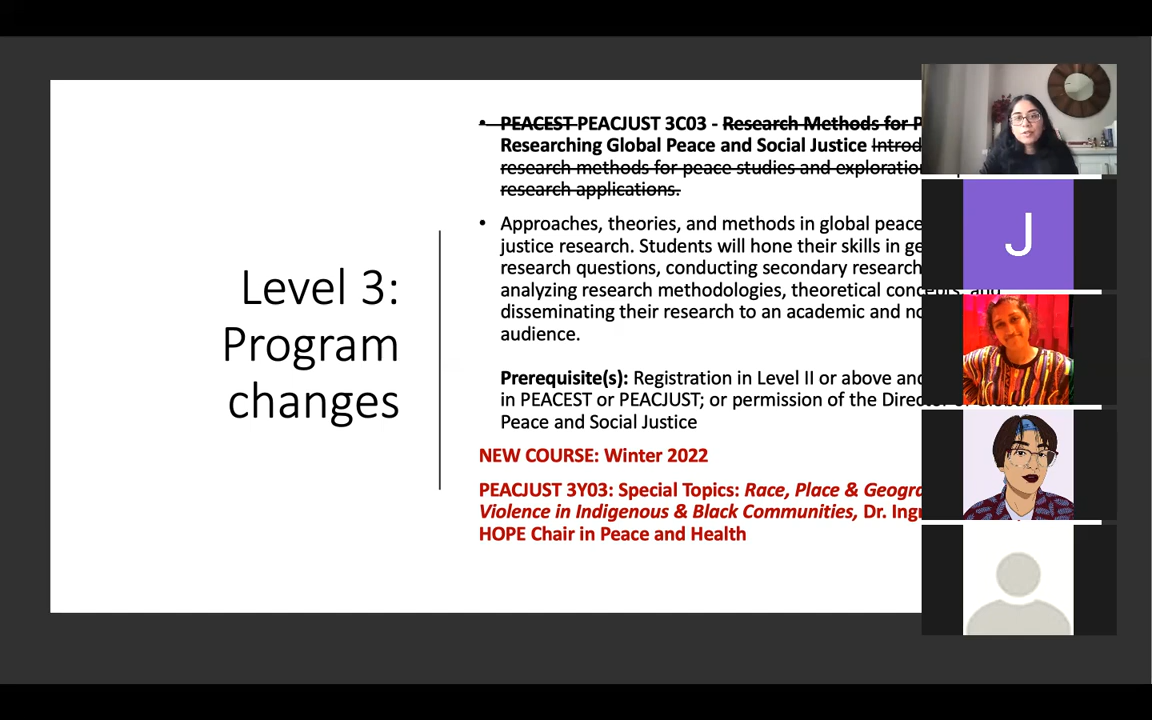 Level 3:
Program
changes
• PEACEST PEACJUST 3C03 - Research Methods for P
Researching Global Peace and Social Justice Introd
research methods for peace studies and exploration
research applications.
• Approaches, theories, and methods in global peace
justice research. Students will hone their skills in ge
research questions, conducting secondary research
analyzing research methodologies, theoretical concepts, and
disseminating their research to an academic and no
audience.
Prerequisite(s): Registration in Level II or above and
in PEACEST or PEACJUST; or permission of the Director of
Peace and Social Justice
NEW COURSE: Winter 2022
PEACJUST 3Y03: Special Topics: Race, Place & Geogra
Violence in Indigenous & Black Communities, Dr. Ingr
HOPE Chair in Peace and Health
J